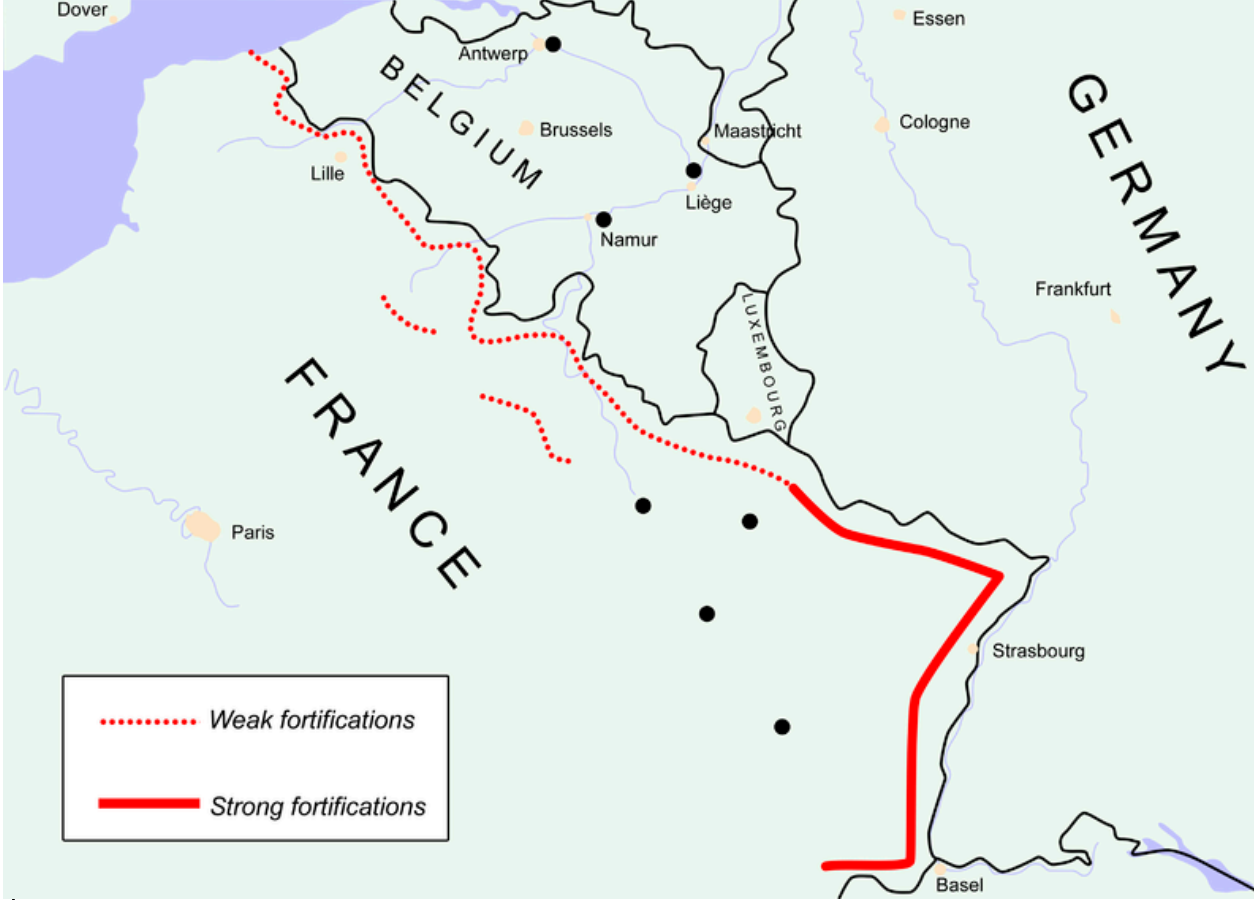 Dover
Essen
Antwerp
BELGIUM
GERMANY
Cologne
Brussels
Maastricht
Lille
Liège
Namur
Frankfurt
LUXEMBOURG
FRANCE
Paris
Strasbourg
Weak fortifications
Strong fortifications
Basel